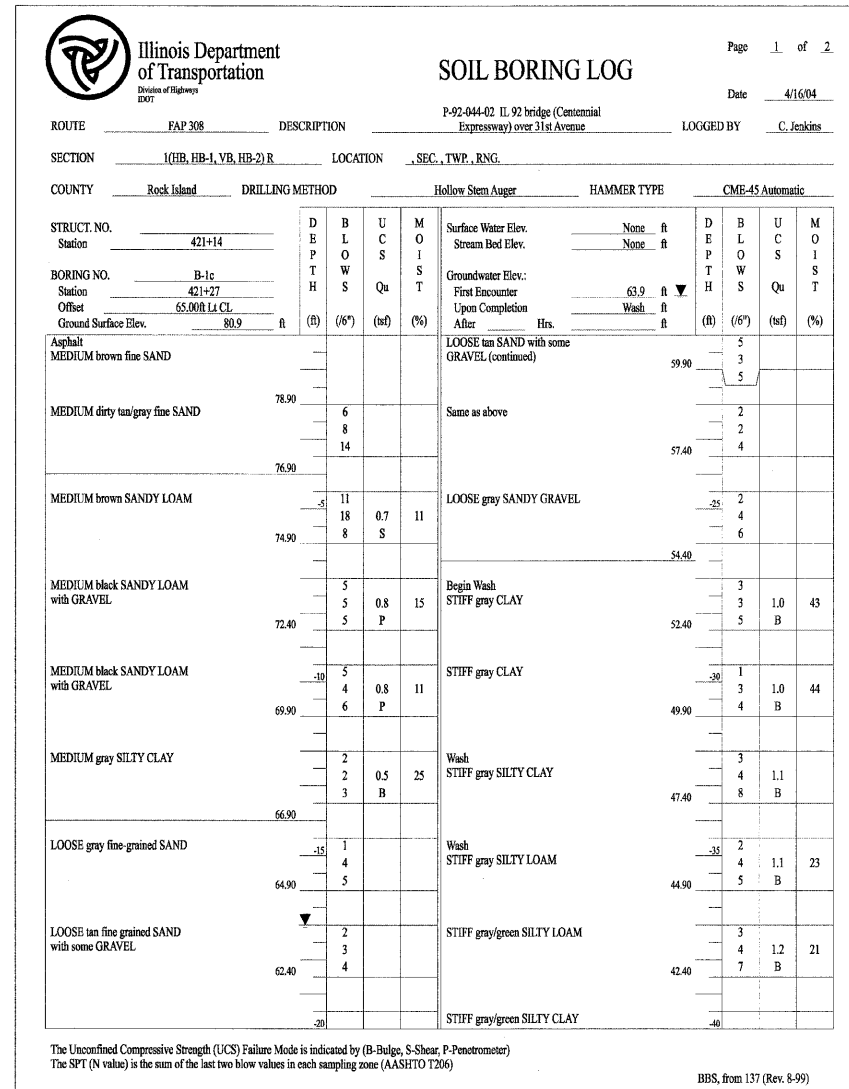 Illinois Department
of Transportation
Division of Highways
IDOT
SOIL BORING LOG
Page 1 of 2
Date 4/16/04
ROUTE FAP 308 DESCRIPTION P-92-044-02 IL 92 bridge (Centennial
Expressway) over 31st Avenue LOGGED BY C. Jenkins
SECTION 1(HB, HB-1, VB, HB-2) R LOCATION , SEC. , TWP. , RNG.
COUNTY Rock Island DRILLING METHOD Hollow Stem Auger HAMMER TYPE CME-45 Automatic
STRUCT. NO.
Station 421+14
BORING NO. B-1c
Station 421+27
Offset 65.00ft Lt CL
Ground Surface Elev. 80.9 ft
DEPTH (ft) BLOWS (/6") UCS Qu (tsf) MOIST (%)
Asphalt
MEDIUM brown fine SAND
78.90
MEDIUM dirty tan/gray fine SAND 6
8
14
76.90
MEDIUM brown SANDY LOAM -5 11
18 0.7 11
74.90 8 S
MEDIUM black SANDY LOAM 5
with GRAVEL 5 0.8 15
72.40 5 P
MEDIUM black SANDY LOAM -10 5
with GRAVEL 4 0.8 11
69.90 6 P
MEDIUM gray SILTY CLAY 2
2 0.5 25
3 B
66.90
LOOSE gray fine-grained SAND -15 1
4
64.90 5
LOOSE tan fine grained SAND 2
with some GRAVEL 3
62.40 4
-20
Surface Water Elev. None ft
Stream Bed Elev. None ft
Groundwater Elev.:
First Encounter 63.9 ft ▼
Upon Completion Wash ft
After Hrs. ft
DEPTH (ft) BLOWS (/6") UCS Qu (tsf) MOIST (%)
LOOSE tan SAND with some 5
GRAVEL (continued) 59.90 3
5
Same as above 2
2
57.40 4
LOOSE gray SANDY GRAVEL -25 2
4
6
54.40
Begin Wash 3
STIFF gray CLAY 3 1.0 43
52.40 5 B
STIFF gray CLAY -30 1
3 1.0 44
49.90 4 B
Wash 3
STIFF gray SILTY CLAY 4 1.1
47.40 8 B
Wash -35 2
STIFF gray SILTY LOAM 4 1.1 23
44.90 5 B
STIFF gray/green SILTY LOAM 3
4 1.2 21
42.40 7 B
STIFF gray/green SILTY CLAY -40
The Unconfined Compressive Strength (UCS) Failure Mode is indicated by (B-Bulge, S-Shear, P-Penetrometer)
The SPT (N value) is the sum of the last two blow values in each sampling zone (AASHTO T206)
BBS, from 137 (Rev. 8-99)